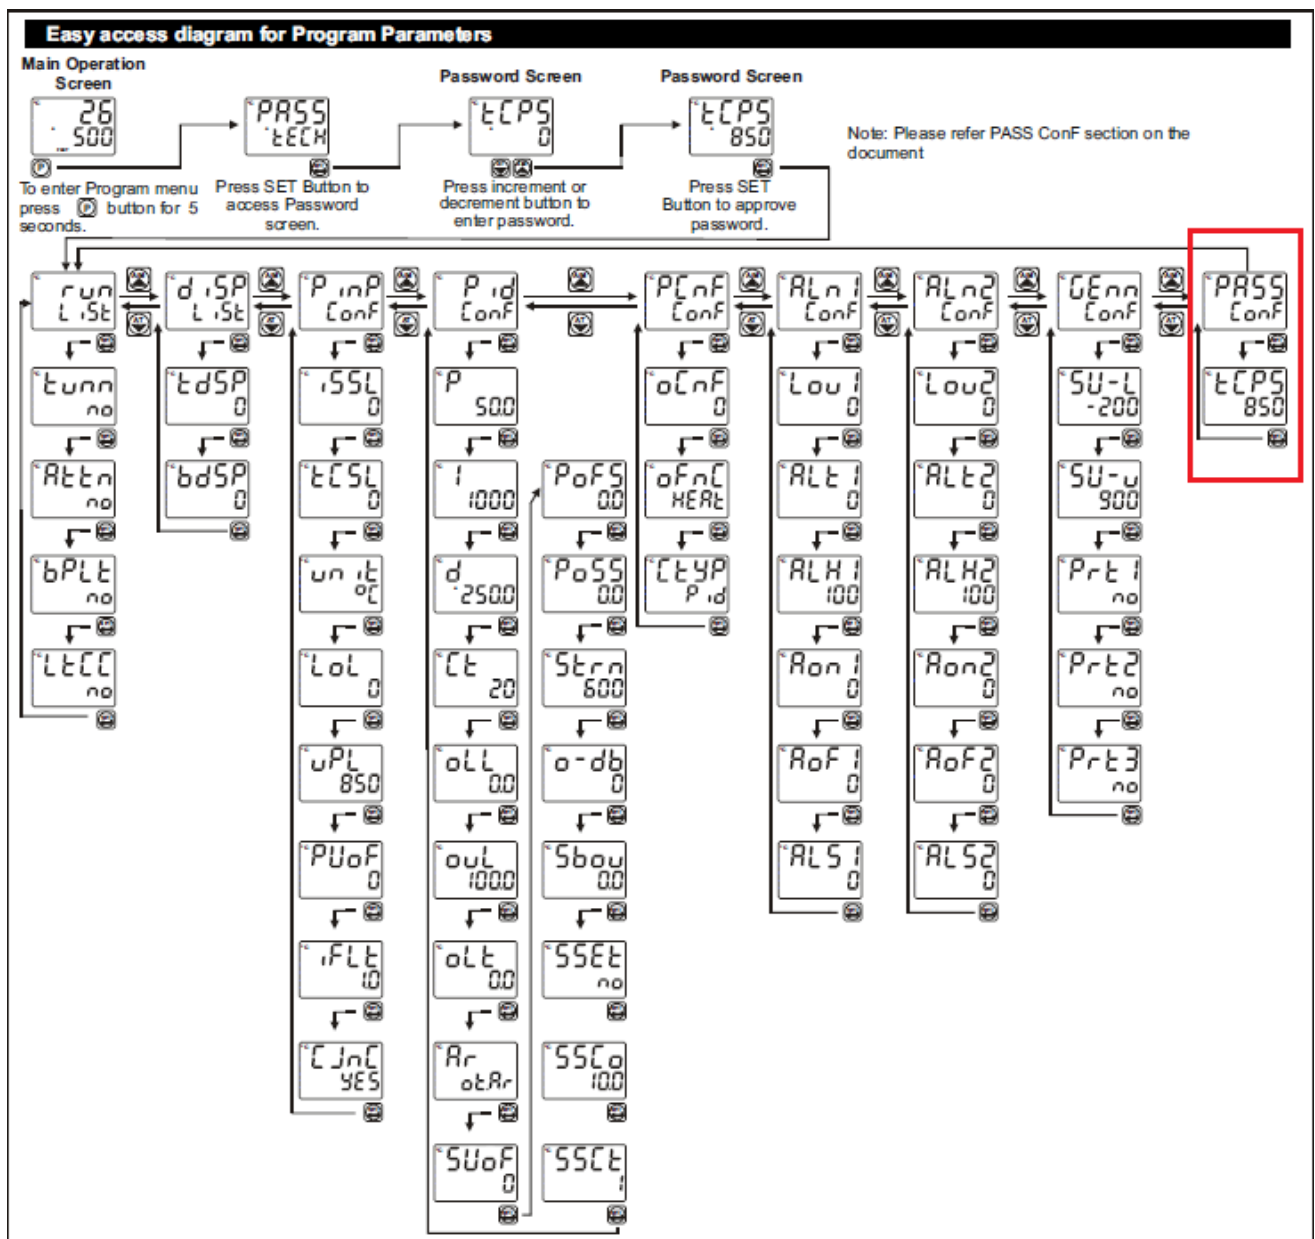 Easy access diagram for Program Parameters
Main Operation
Screen
Password Screen
Password Screen
26
500
PASS
tECH
tCPS
0
tCPS
850
Note: Please refer PASS ConF section on the
document
P
To enter Program menu
press P button for 5
seconds.
Press SET Button to
access Password
screen.
Press increment or
decrement button to
enter password.
Press SET
Button to approve
password.
run
LiSt
diSP
LiSt
PinP
ConF
Pid
ConF
PCnF
ConF
ALn1
ConF
ALn2
ConF
GEnn
ConF
PASS
ConF
tunn
no
Attn
no
bPLt
no
LtCC
no
tdSP
0
bdSP
0
iSSL
0
tCSL
0
unit
°C
LoL
0
uPL
850
PUoF
0
iFLt
1.0
CJnC
YES
P
50.0
I
1000
d
250.0
Ct
20
oLL
0.0
ouL
100.0
oLt
0.0
Ar
ot.Ar
SUoF
0
PoFS
0.0
PoSS
0.0
Strn
600
o-db
0
Sbou
0.0
SSEt
no
SSCo
10.0
SSCt
1
oCnF
0
oFnC
HEAt
CtYP
Pid
Lou1
0
ALt1
0
ALH1
100
Aon1
0
AoF1
0
ALS1
0
Lou2
0
ALt2
0
ALH2
100
Aon2
0
AoF2
0
ALS2
0
SU-L
-200
SU-u
900
Prt1
no
Prt2
no
Prt3
no
tCPS
850